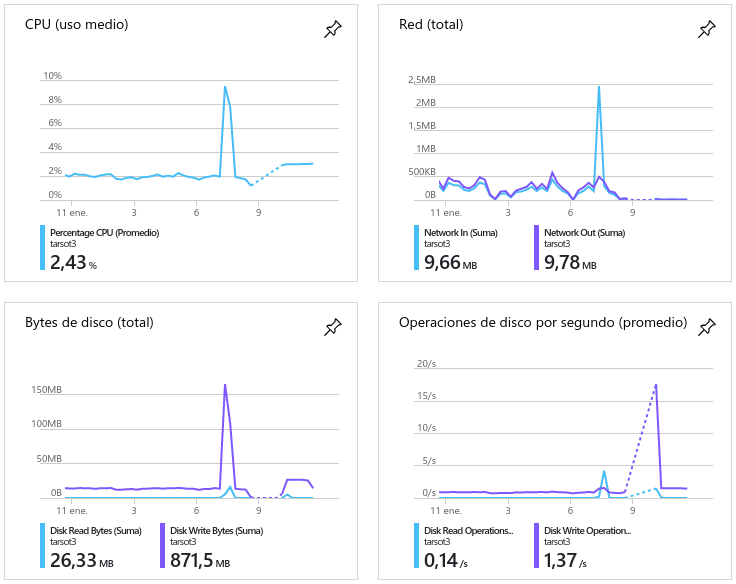 CPU (uso medio)
10%
8%
6%
4%
2%
0%
11 ene.
3
6
9
Percentage CPU (Promedio)
tarsot3
2,43 %
Red (total)
2,5MB
2MB
1,5MB
1MB
500KB
0B
11 ene.
3
6
9
Network In (Suma)
tarsot3
9,66 MB
Network Out (Suma)
tarsot3
9,78 MB
Bytes de disco (total)
150MB
100MB
50MB
0B
11 ene.
3
6
9
Disk Read Bytes (Suma)
tarsot3
26,33 MB
Disk Write Bytes (Suma)
tarsot3
871,5 MB
Operaciones de disco por segundo (promedio)
20/s
15/s
10/s
5/s
0/s
11 ene.
3
6
9
Disk Read Operations...
tarsot3
0,14 /s
Disk Write Operation...
tarsot3
1,37 /s